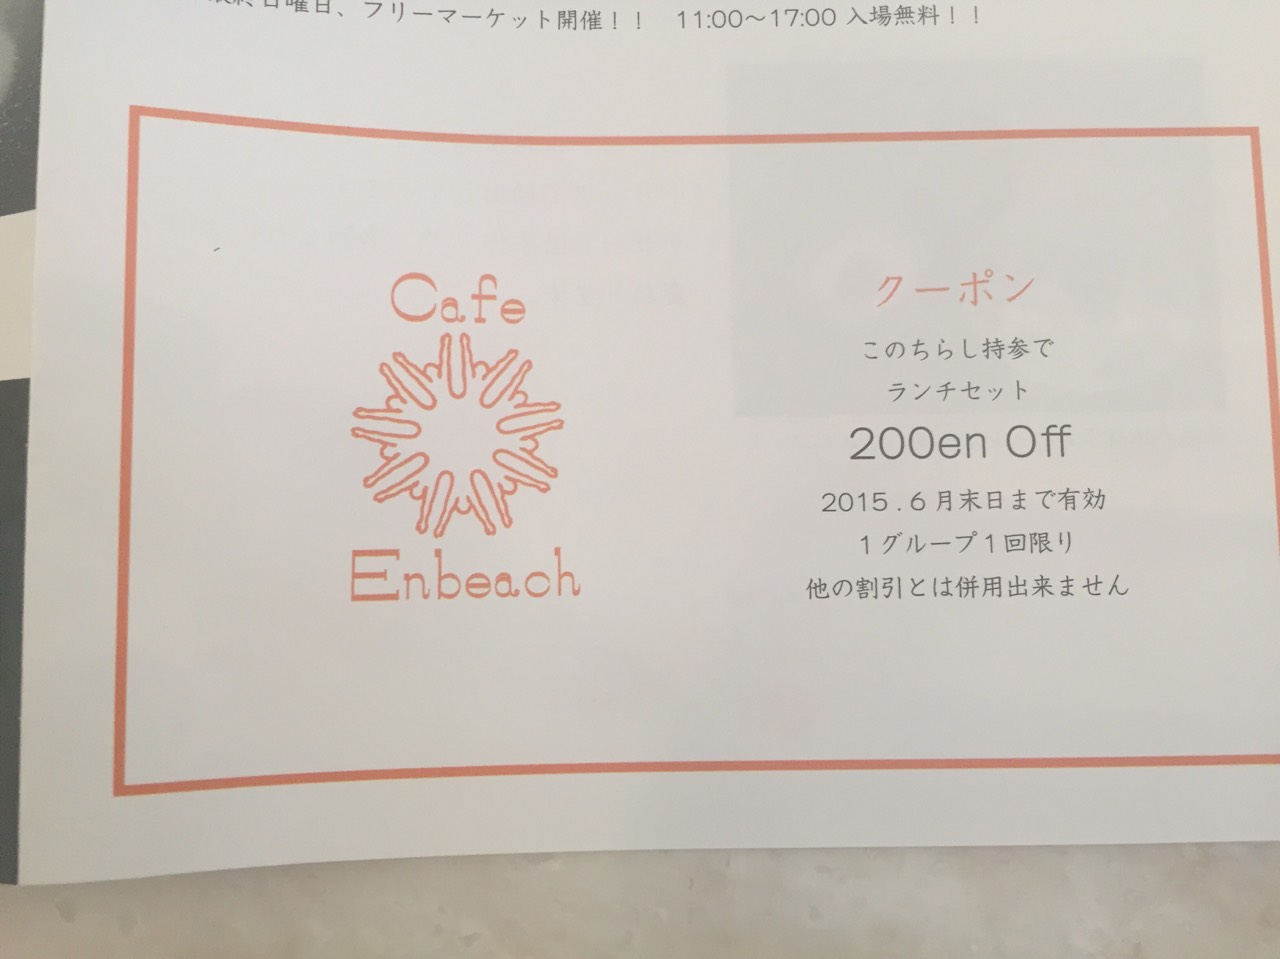 最終日曜日、フリーマーケット開催！！　11:00〜17:00 入場無料！！
Cafe
Enbeach
クーポン
このちらし持参で
ランチセット
200en Off
2015．6月末日まで有効
1グループ1回限り
他の割引とは併用出来ません